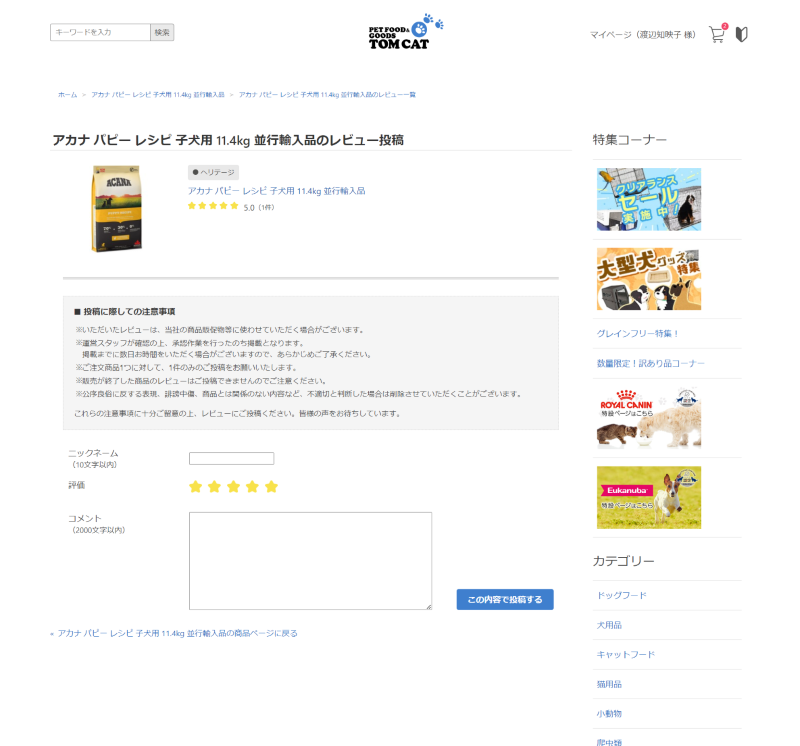 キーワードを入力
検索
PET FOOD&
GOODS
TOMCAT
マイページ（渡辺知映子 様）
2
ホーム > アカナ パピー レシピ 子犬用 11.4kg 並行輸入品 > アカナ パピー レシピ 子犬用 11.4kg 並行輸入品のレビュー一覧
アカナ パピー レシピ 子犬用 11.4kg 並行輸入品のレビュー投稿
ACANA
● ヘリテージ
アカナ パピー レシピ 子犬用 11.4kg 並行輸入品
5.0（1件）
■ 投稿に際しての注意事項
※いただいたレビューは、当社の商品販促物等に使わせていただく場合がございます。
※運営スタッフが確認の上、承認作業を行ったのち掲載となります。
掲載までに数日お時間をいただく場合がございますので、あらかじめご了承ください。
※ご注文商品1つに対して、1件のみのご投稿をお願いいたします。
※販売が終了した商品のレビューはご投稿できませんのでご注意ください。
※公序良俗に反する表現、誹謗中傷、商品とは関係のない内容など、不適切と判断した場合は削除させていただくことがございます。
これらの注意事項に十分ご留意の上、レビューにご投稿ください。皆様の声をお待ちしています。
ニックネーム
（10文字以内）
評価
コメント
（2000文字以内）
この内容で投稿する
« アカナ パピー レシピ 子犬用 11.4kg 並行輸入品の商品ページに戻る
特集コーナー
クリアランス
セール
実施中！
大型犬グッズ特集
グレインフリー特集！
数量限定！訳あり品コーナー
ROYAL CANIN
特設ページはこちら
Eukanuba
特設ページはこちら
カテゴリー
ドッグフード
犬用品
キャットフード
猫用品
小動物
爬虫類